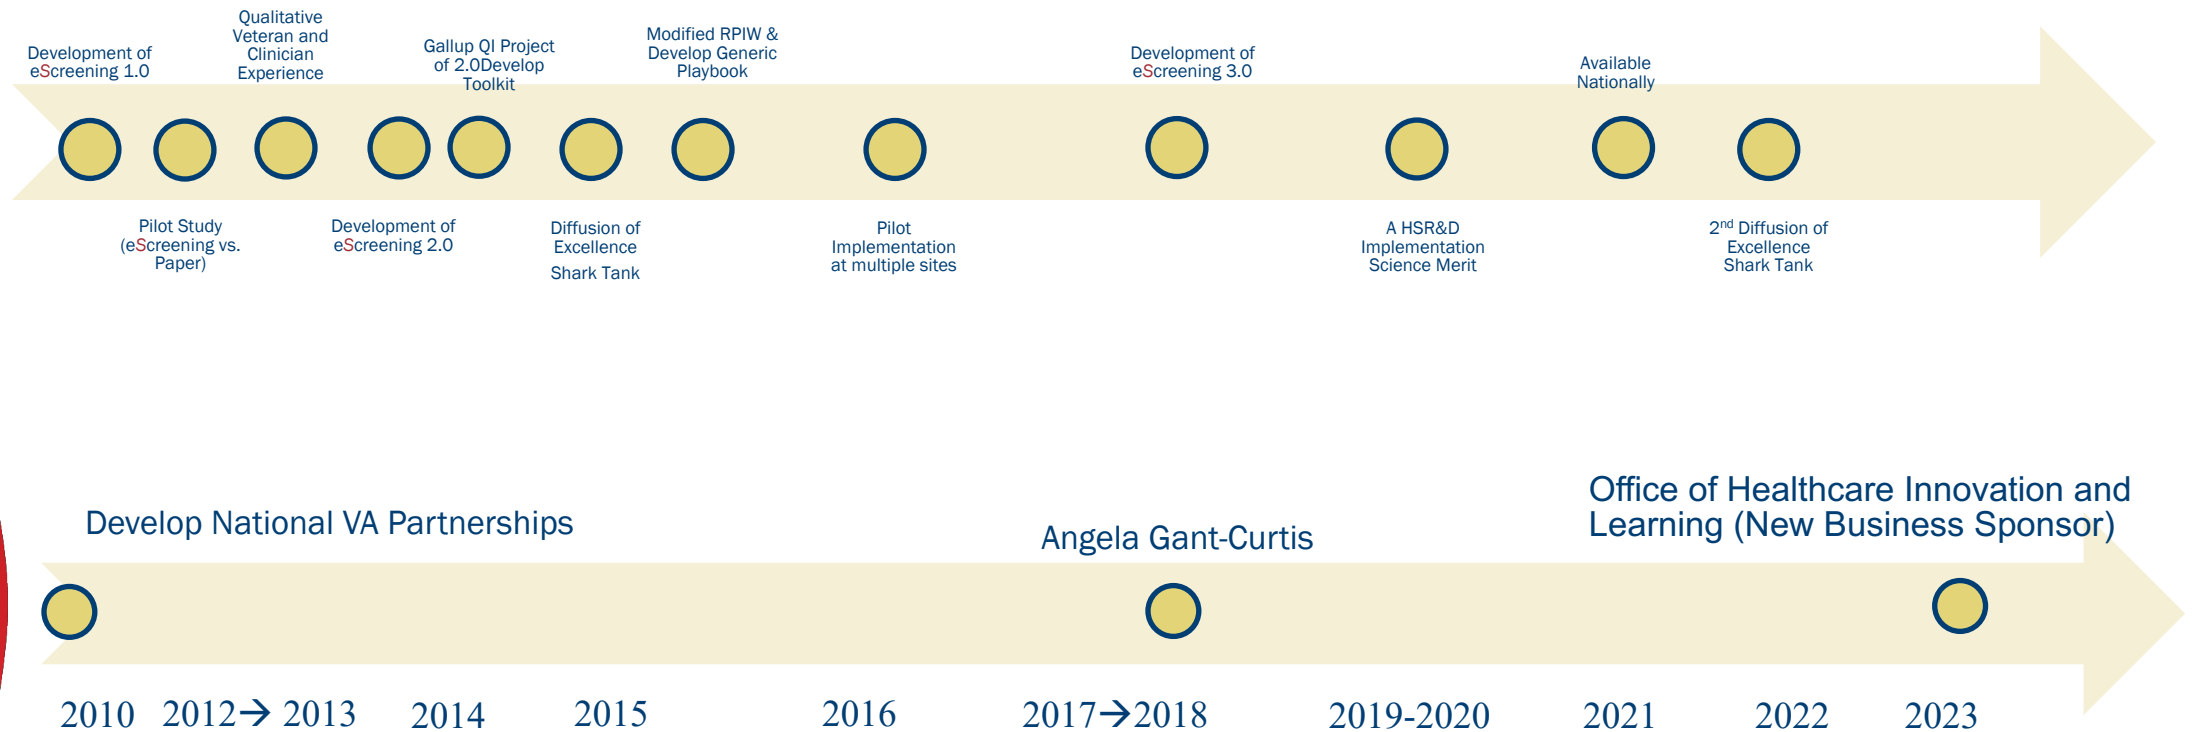 Development of
eScreening 1.0
Qualitative
Veteran and
Clinician
Experience
Gallup QI Project
of 2.0Develop
Toolkit
Modified RPIW &
Develop Generic
Playbook
Development of
eScreening 3.0
Available
Nationally
Pilot Study
(eScreening vs.
Paper)
Development of
eScreening 2.0
Diffusion of
Excellence
Shark Tank
Pilot
Implementation
at multiple sites
A HSR&D
Implementation
Science Merit
2nd Diffusion of
Excellence
Shark Tank
Develop National VA Partnerships
Angela Gant-Curtis
Office of Healthcare Innovation and
Learning (New Business Sponsor)
2010 2012→ 2013 2014 2015 2016 2017→2018 2019-2020 2021 2022 2023